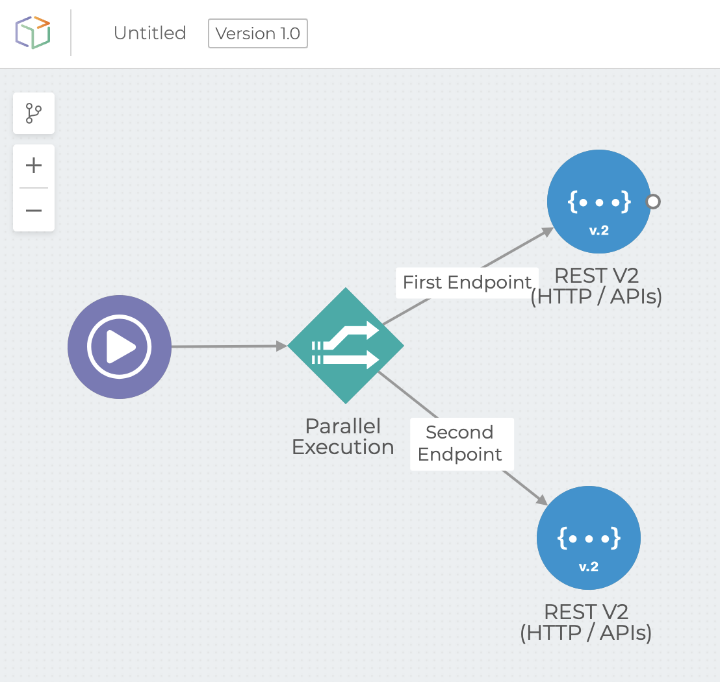 Untitled
Version 1.0
{...}
v.2
REST V2
(HTTP / APIs)
First Endpoint
Parallel
Execution
Second
Endpoint
{...}
v.2
REST V2
(HTTP / APIs)